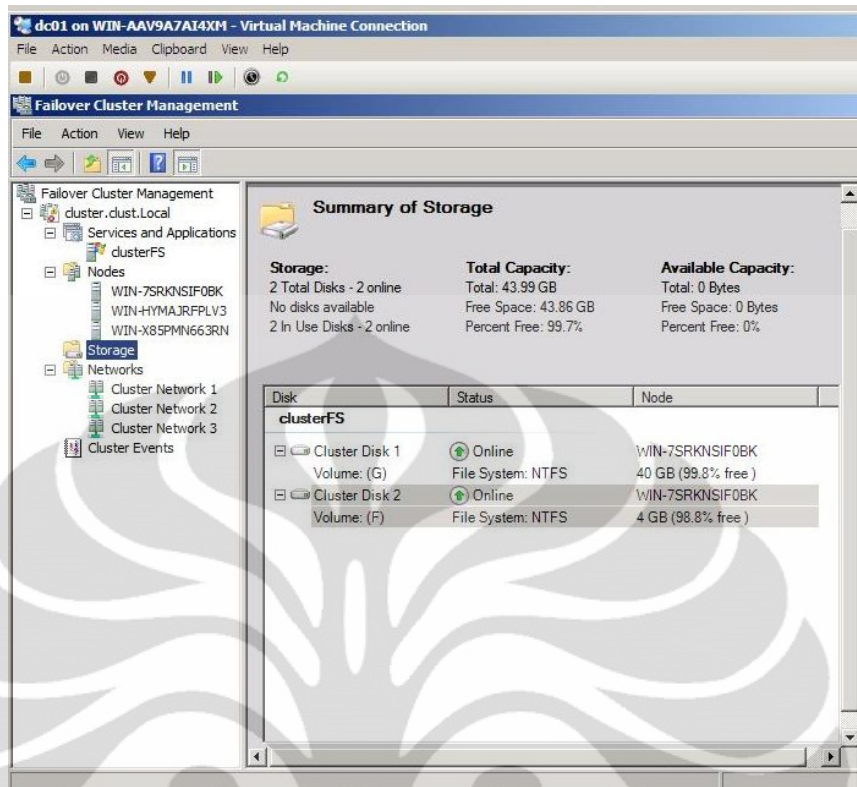 dc01 on WIN-AAV9A7AI4XM - Virtual Machine Connection
File Action Media Clipboard View Help
Failover Cluster Management
File Action View Help
Failover Cluster Management
cluster.clust.Local
Services and Applications
clusterFS
Nodes
WIN-7SRKNSIF0BK
WIN-HYMAJRFPLV3
WIN-X85PMN663RN
Storage
Networks
Cluster Network 1
Cluster Network 2
Cluster Network 3
Cluster Events
Summary of Storage
Storage: Total Capacity: Available Capacity:
2 Total Disks - 2 online Total: 43.99 GB Total: 0 Bytes
No disks available Free Space: 43.86 GB Free Space: 0 Bytes
2 In Use Disks - 2 online Percent Free: 99.7% Percent Free: 0%
Disk Status Node
clusterFS
Cluster Disk 1 Online WIN-7SRKNSIF0BK
Volume: (G) File System: NTFS 40 GB (99.8% free )
Cluster Disk 2 Online WIN-7SRKNSIF0BK
Volume: (F) File System: NTFS 4 GB (98.8% free )